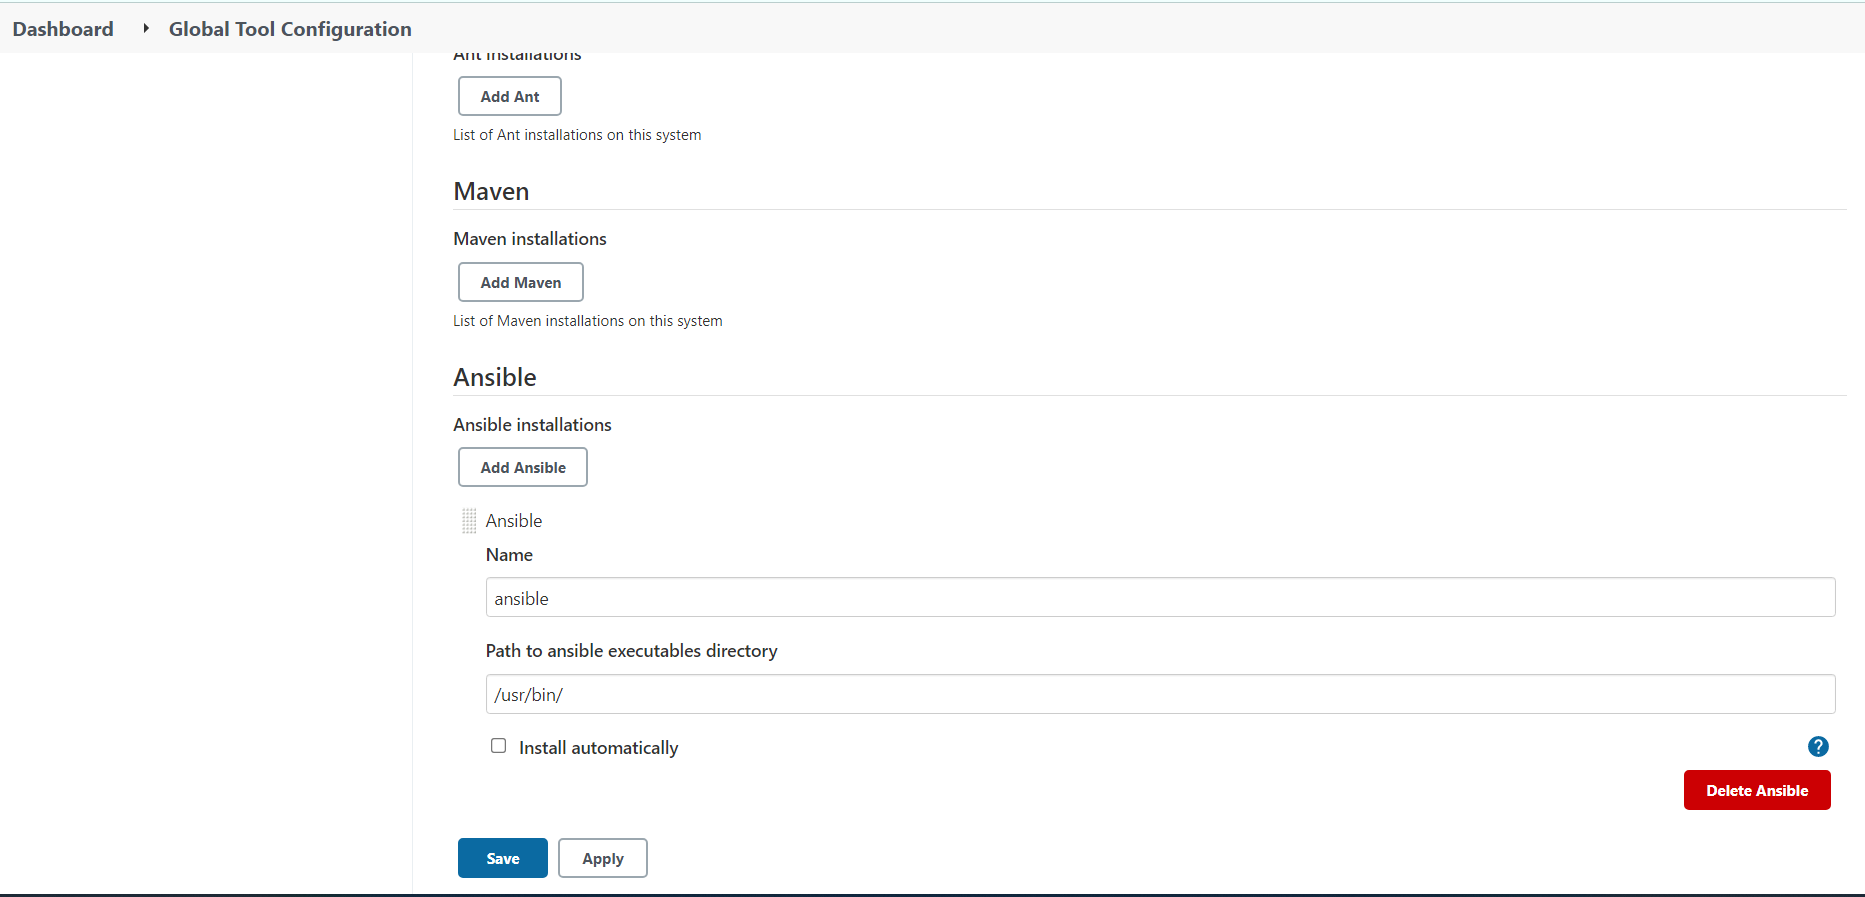 Dashboard
Global Tool Configuration
Ant installations
Add Ant
List of Ant installations on this system
Maven
Maven installations
Add Maven
List of Maven installations on this system
Ansible
Ansible installations
Add Ansible
Ansible
Name
ansible
Path to ansible executables directory
/usr/bin/
Install automatically
?
Delete Ansible
Save
Apply